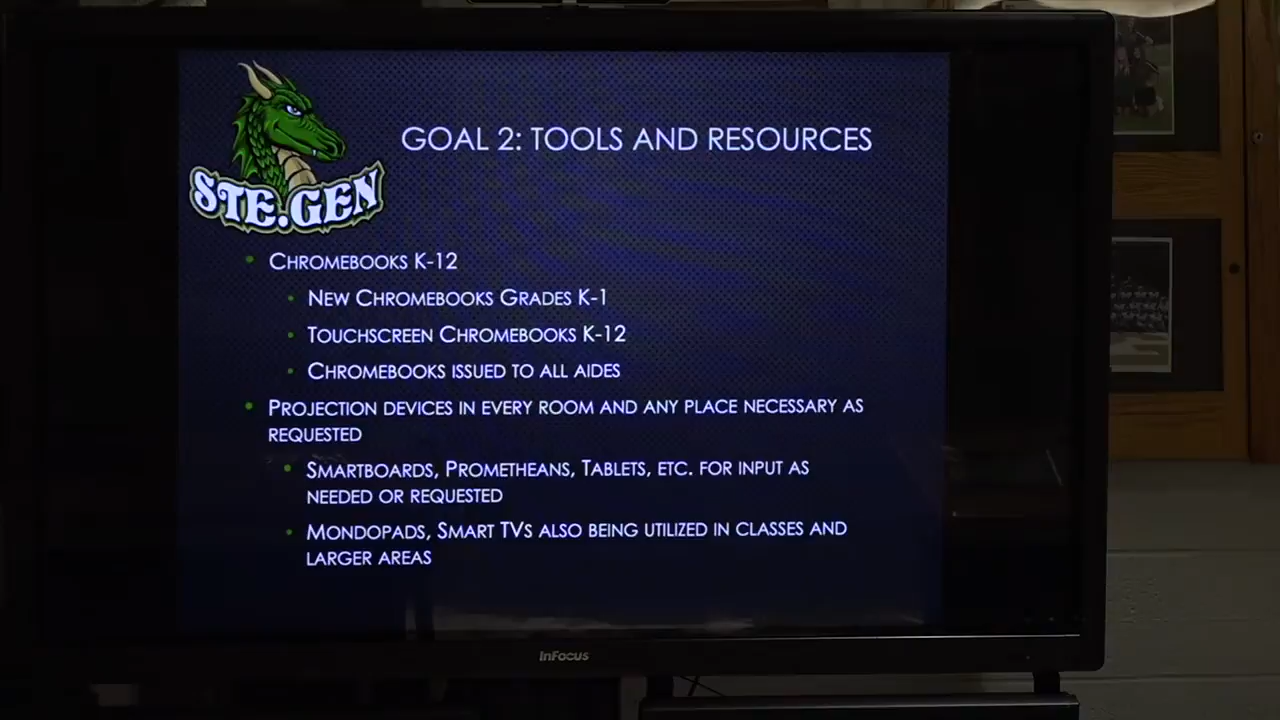 STE.GEN
GOAL 2: TOOLS AND RESOURCES
CHROMEBOOKS K-12
NEW CHROMEBOOKS GRADES K-1
TOUCHSCREEN CHROMEBOOKS K-12
CHROMEBOOKS ISSUED TO ALL AIDES
PROJECTION DEVICES IN EVERY ROOM AND ANY PLACE NECESSARY AS
REQUESTED
SMARTBOARDS, PROMETHEANS, TABLETS, ETC. FOR INPUT AS
NEEDED OR REQUESTED
MONDOPADS, SMART TVS ALSO BEING UTILIZED IN CLASSES AND
LARGER AREAS
InFocus